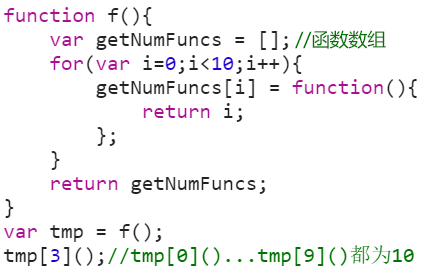 function f(){
    var getNumFuncs = [];//函数数组
    for(var i=0;i<10;i++){
        getNumFuncs[i] = function(){
            return i;
        };
    }
    return getNumFuncs;
}
var tmp = f();
tmp[3]();//tmp[0]()...tmp[9]()都为10